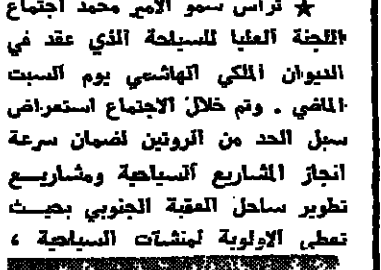 ★ ترأس سمو الامير محمد اجتماع
اللجنة العليا للسياحة الذي عقد في
الديوان الملكي الهاشمي يوم السبت
الماضي . وتم خلال الاجتماع استعراض
سبل الحد من الروتين لضمان سرعة
انجاز المشاريع السياحية ومشاريع
تطوير ساحل العقبة الجنوبي بحيث
تعطى الاولوية لمنشآت السياحية ،